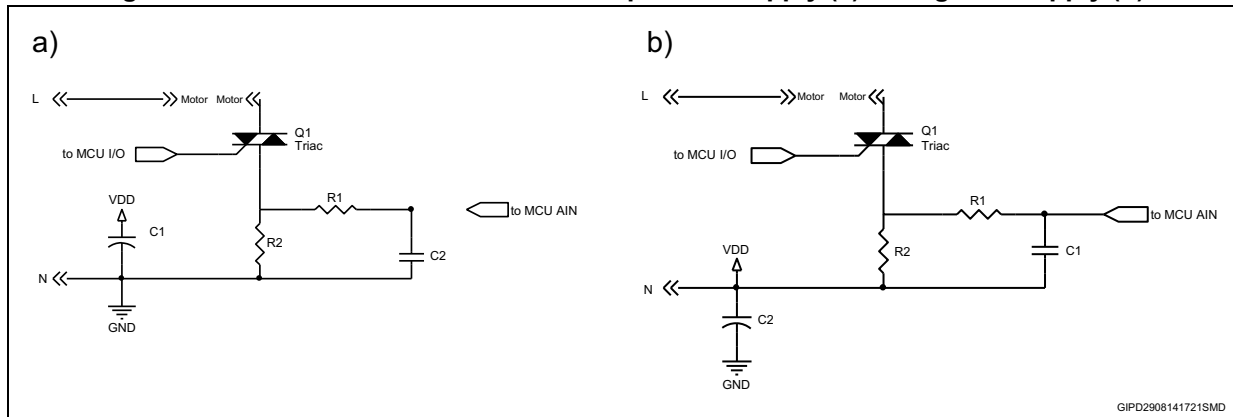 a)
L
Motor
Motor
Q1
Triac
to MCU I/O
R1
VDD
to MCU AIN
C1
R2
C2
N
GND
b)
L
Motor
Motor
Q1
Triac
to MCU I/O
R1
to MCU AIN
VDD
R2
C1
N
C2
GND
GIPD2908141721SMD